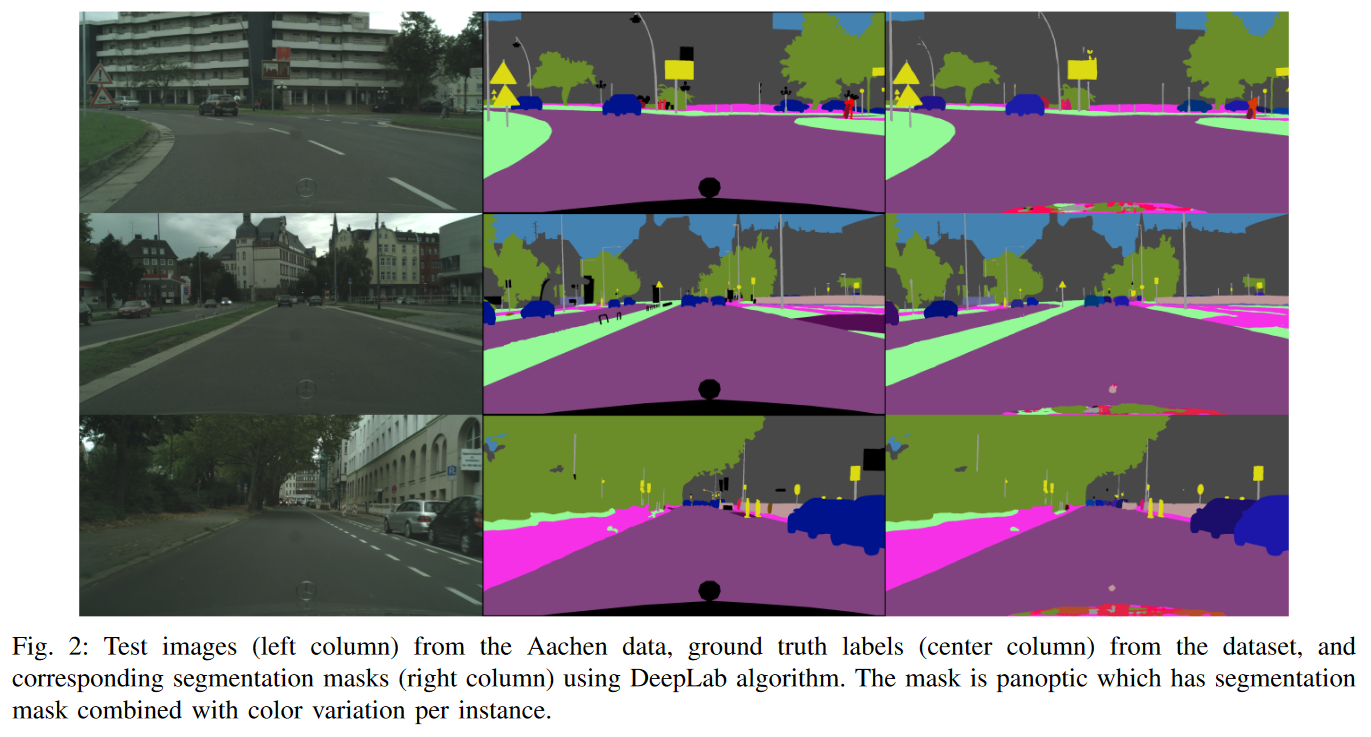 Fig. 2: Test images (left column) from the Aachen data, ground truth labels (center column) from the dataset, and
corresponding segmentation masks (right column) using DeepLab algorithm. The mask is panoptic which has segmentation
mask combined with color variation per instance.